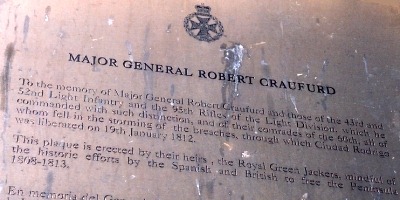 MAJOR GENERAL ROBERT CRAUFURD
To the memory of Major General Robert Craufurd and those of the 43rd and
52nd Light Infantry and the 95th Rifles of the Light Division, which he
commanded with such distinction, and of their comrades of the 60th, all of
whom fell in the storming of the breaches, through which Ciudad Rodrigo
was liberated on 19th January 1812.
This plaque is erected by their heirs, the Royal Green Jackets, mindful of
the historic efforts by the Spanish and British to free the Peninsula
1808-1813.
En memoria del